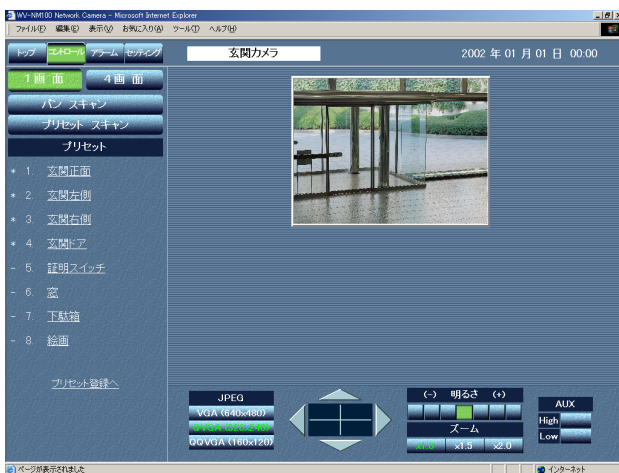 WV-NM100 Network Camera - Microsoft Internet Explorer
ファイル(F) 編集(E) 表示(V) お気に入り(A) ツール(T) ヘルプ(H)
トップ コントロール アラーム セッティング 玄関カメラ 2002 年 01 月 01 日 00:00
1 画 面 4 画 面
パン スキャン
プリセット スキャン
プリセット
* 1. 玄関正面
* 2. 玄関左側
* 3. 玄関右側
* 4. 玄関ドア
- 5. 証明スイッチ
- 6. 窓
- 7. 下駄箱
- 8. 絵画
プリセット登録へ
JPEG
VGA (640x480)
QVGA (320x240)
QQVGA (160x120)
(-) 明るさ (+)
ズーム
x1.0 x1.5 x2.0
AUX
High
Low
ページが表示されました インターネット